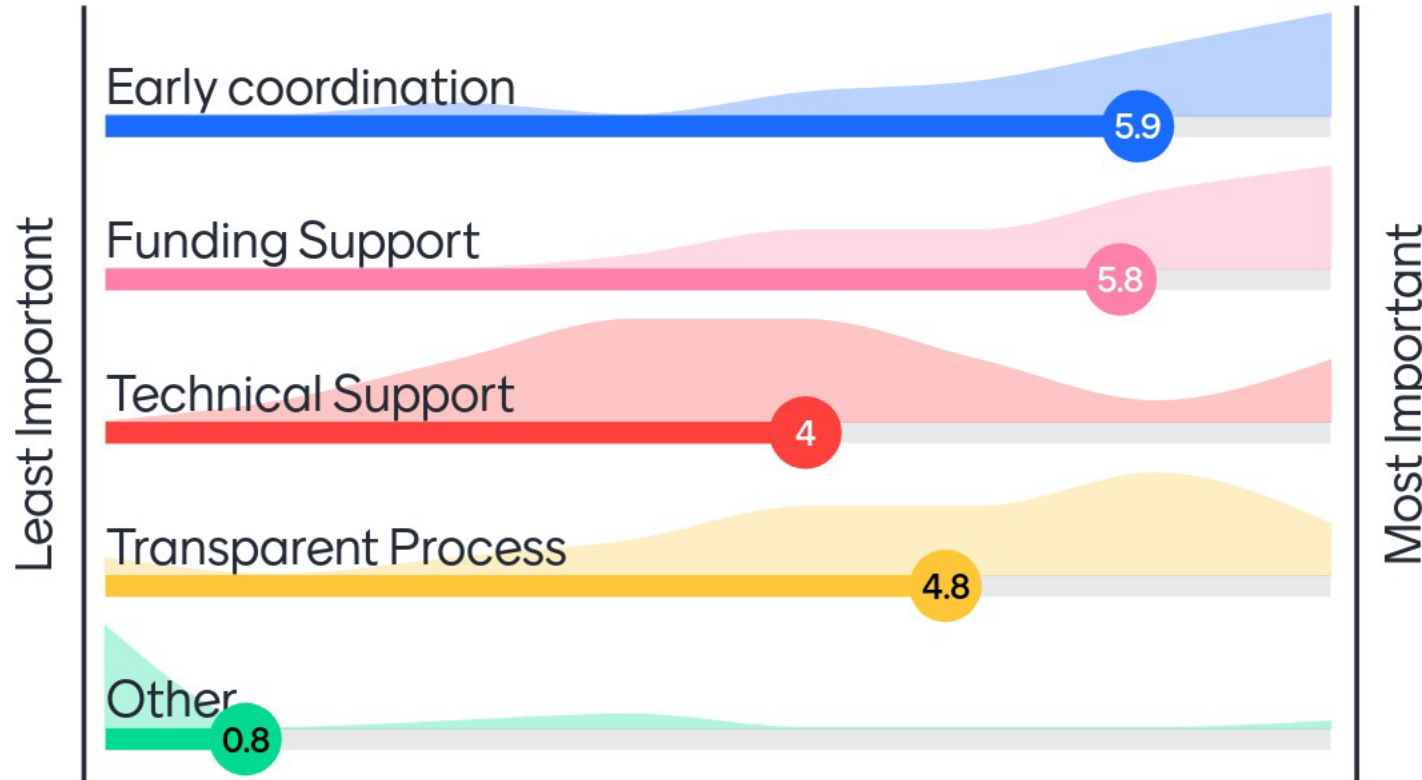 Least Important
Early coordination
5.9
Funding Support
5.8
Technical Support
4
Transparent Process
4.8
Other
0.8
Most Important